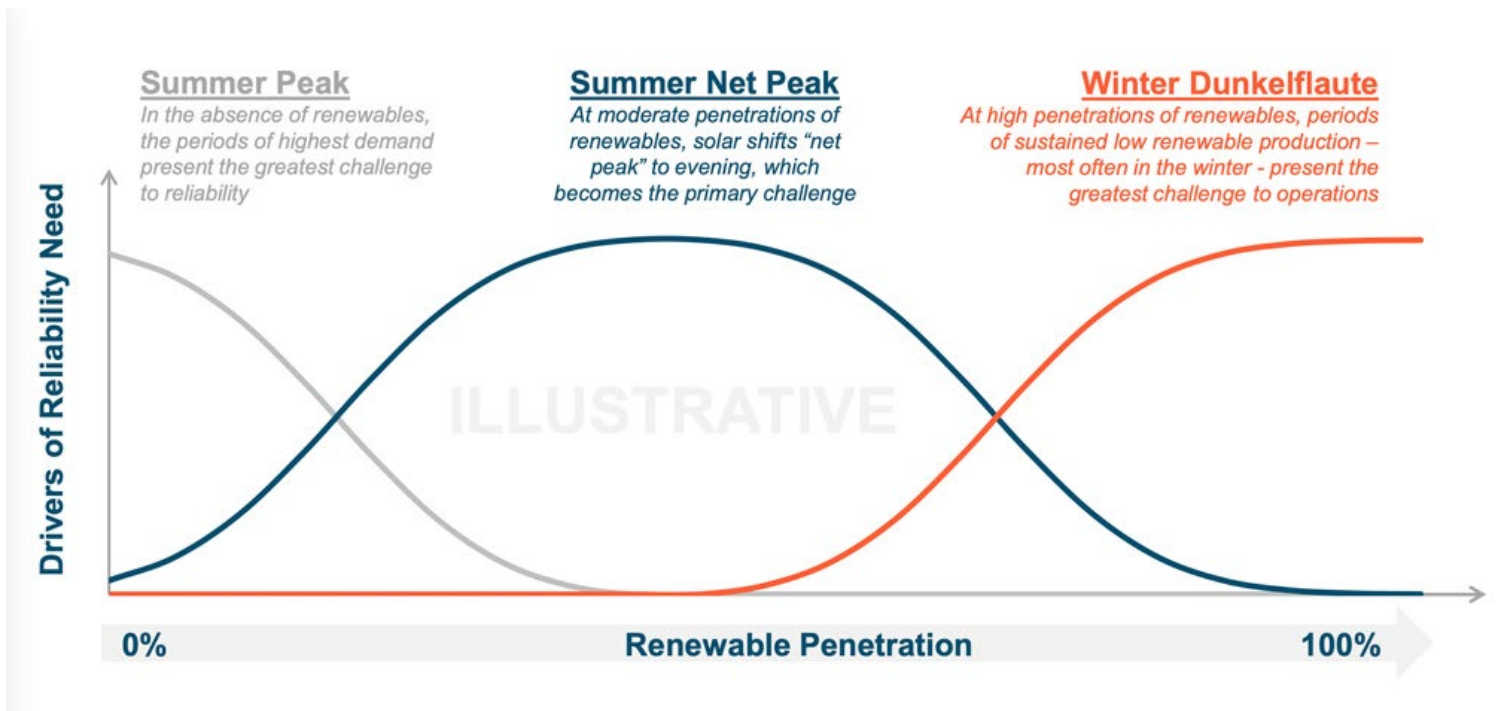 Summer Peak
In the absence of renewables,
the periods of highest demand
present the greatest challenge
to reliability
Summer Net Peak
At moderate penetrations of
renewables, solar shifts “net
peak” to evening, which
becomes the primary challenge
Winter Dunkelflaute
At high penetrations of renewables, periods
of sustained low renewable production –
most often in the winter - present the
greatest challenge to operations
Drivers of Reliability Need
ILLUSTRATIVE
0%
Renewable Penetration
100%